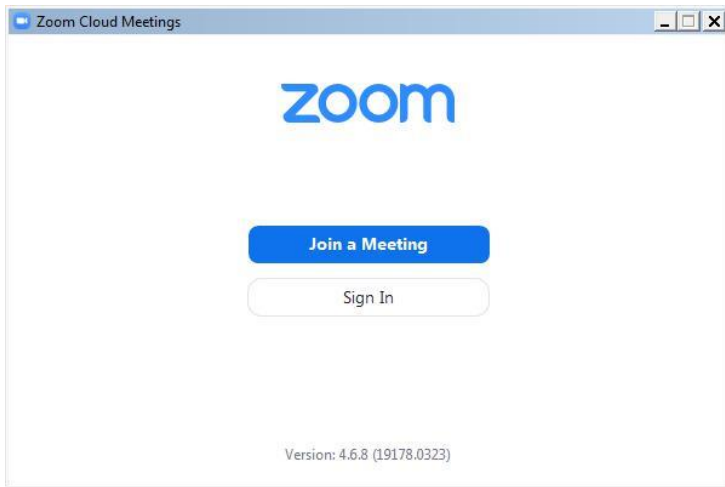 Zoom Cloud Meetings
zoom
Join a Meeting
Sign In
Version: 4.6.8 (19178.0323)